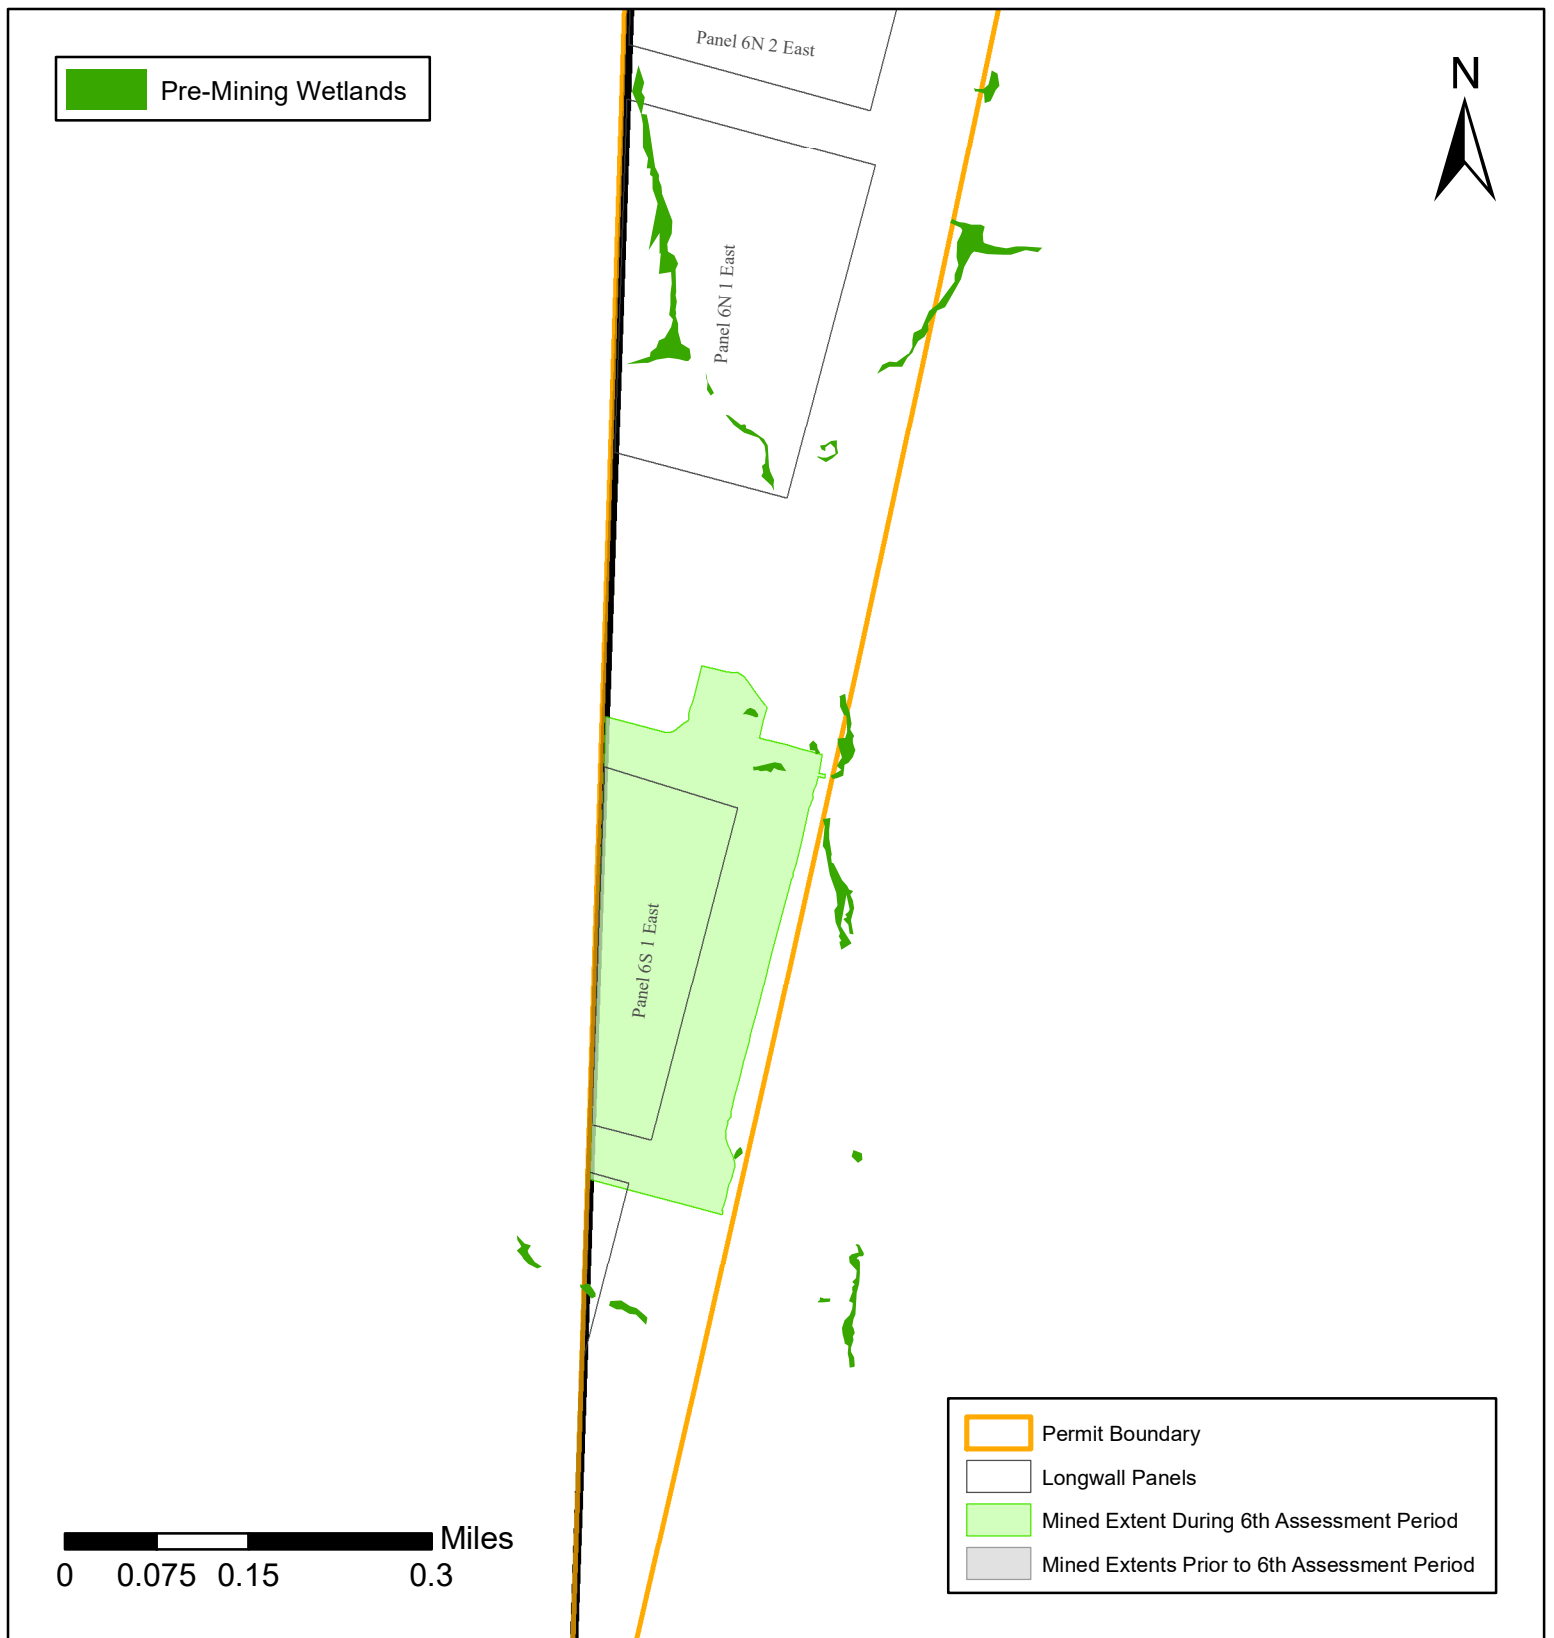 Panel 6N 2 East
Pre-Mining Wetlands
N
Panel 6N 1 East
Panel 6S 1 East
Permit Boundary
Longwall Panels
Mined Extent During 6th Assessment Period
Mined Extents Prior to 6th Assessment Period
Miles
0 0.075 0.15 0.3